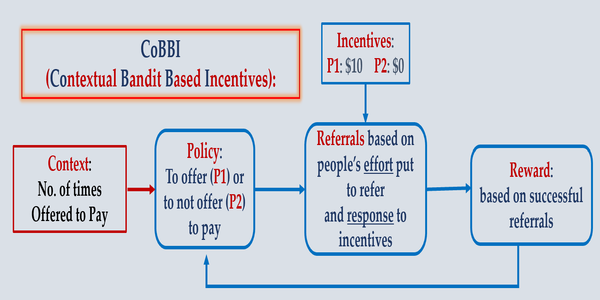 CoBBI
(Contextual Bandit Based Incentives):
Incentives:
P1: $10 P2: $0
Context:
No. of times
Offered to Pay
Policy:
To offer (P1) or
to not offer (P2)
to pay
Referrals based on
people's effort put
to refer
and response to
incentives
Reward:
based on successful
referrals